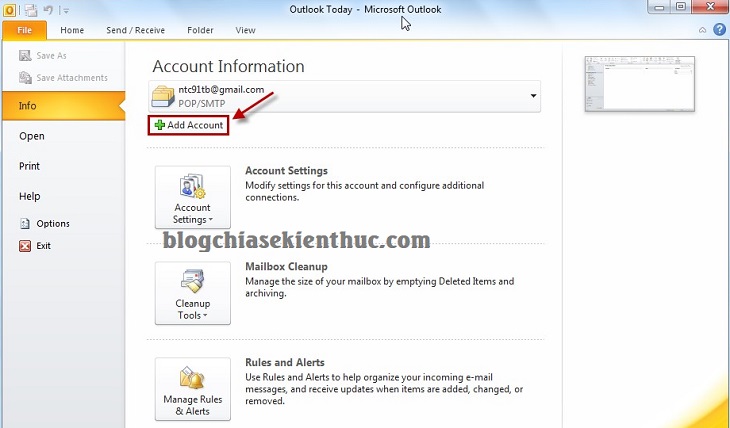 Outlook Today - Microsoft Outlook
File Home Send / Receive Folder View
Save As
Save Attachments
Info
Open
Print
Help
Options
Exit
Account Information
ntc91tb@gmail.com
POP/SMTP
Add Account
Account Settings
Modify settings for this account and configure additional
connections.
Account
Settings
blogchiasekienthuc.com
Mailbox Cleanup
Manage the size of your mailbox by emptying Deleted Items and
archiving.
Cleanup
Tools
Rules and Alerts
Use Rules and Alerts to help organize your incoming e-mail
messages, and receive updates when items are added, changed, or
removed.
Manage Rules
& Alerts